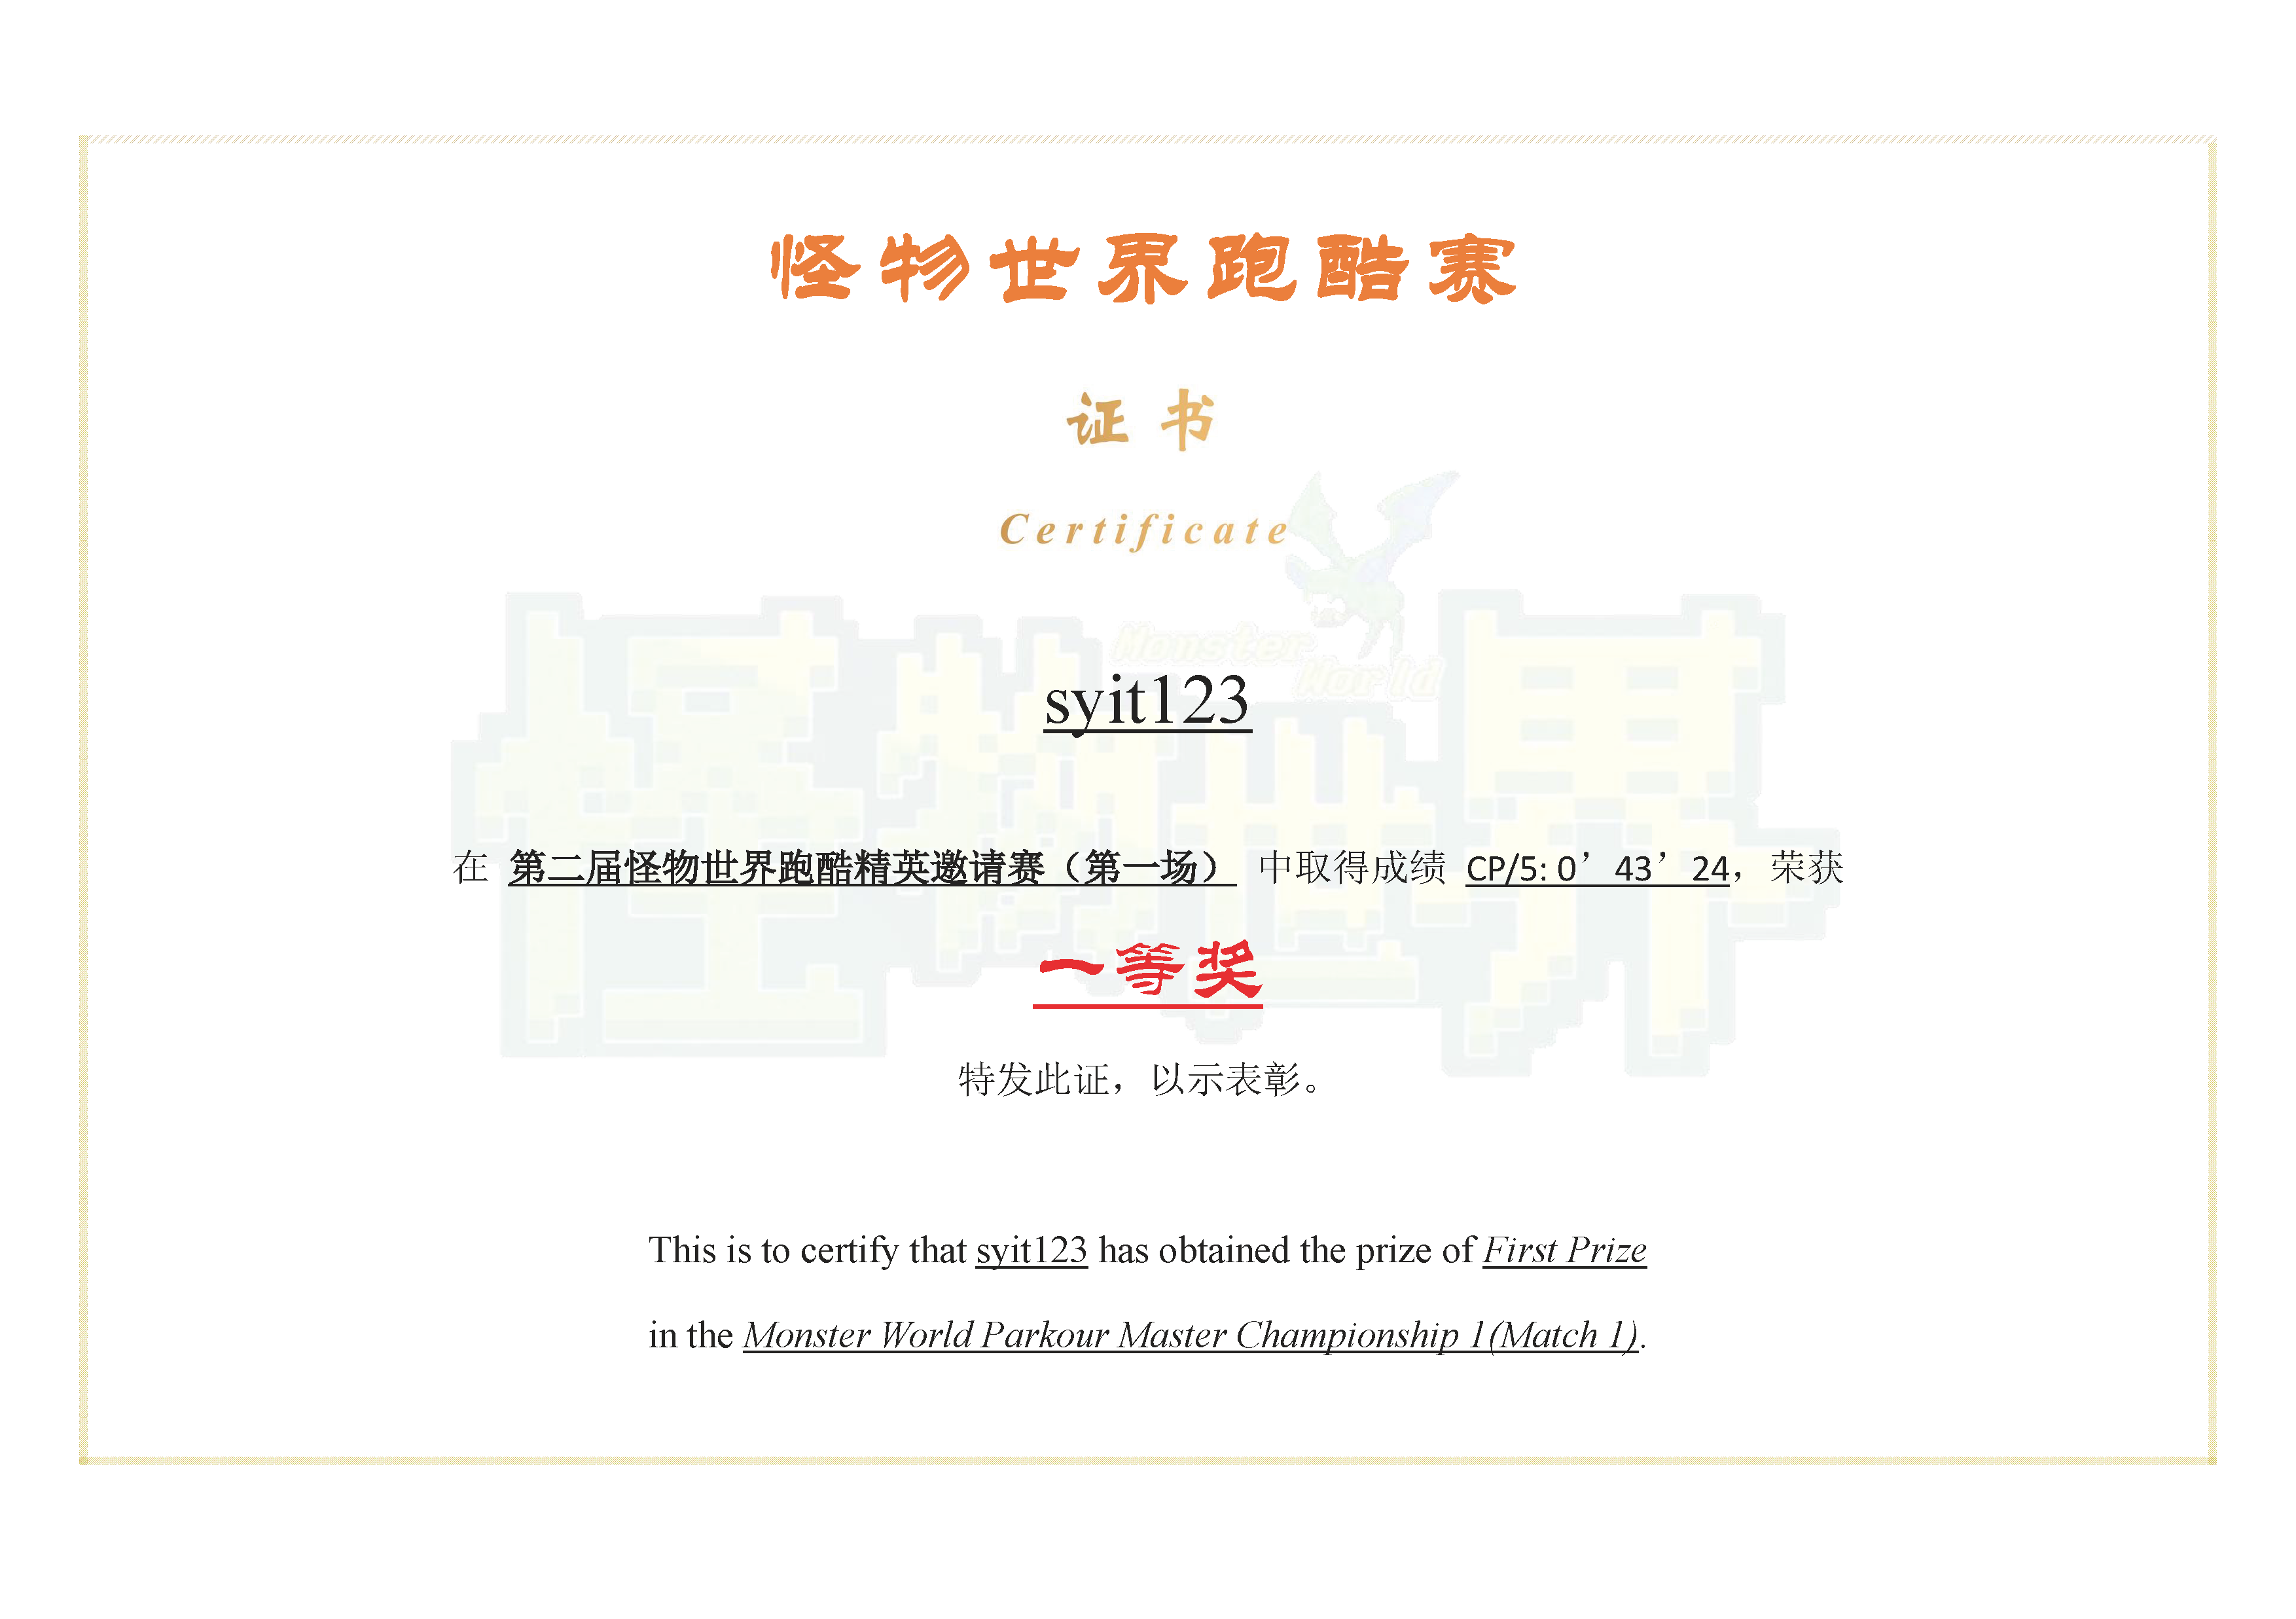 怪物世界跑酷赛
证书
Certificate
怪物世界
Monster
World
syit123
在 第二届怪物世界跑酷精英邀请赛（第一场） 中取得成绩 CP/5: 0’43’24，荣获
一等奖
特发此证，以示表彰。
This is to certify that syit123 has obtained the prize of First Prize
in the Monster World Parkour Master Championship 1(Match 1).